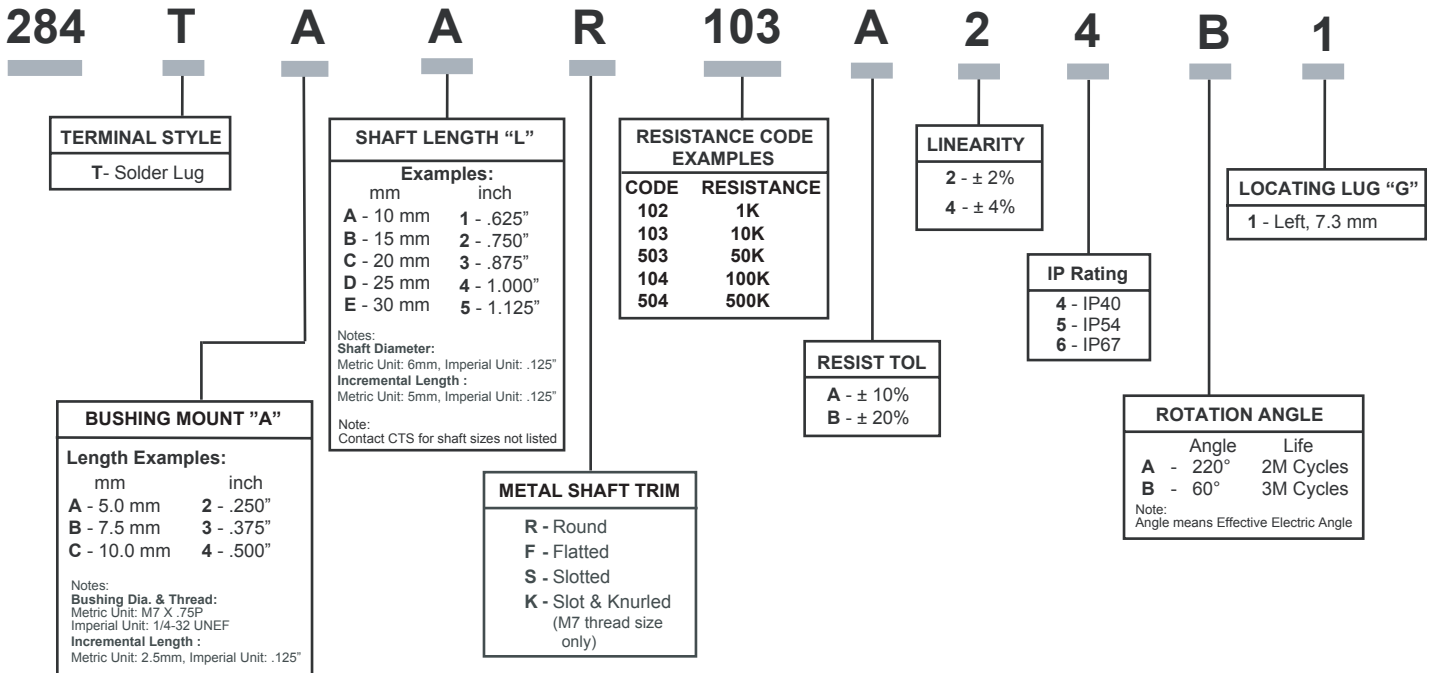 284 T A A R 103 A 2 4 B 1
TERMINAL STYLE
T- Solder Lug
BUSHING MOUNT ”A”
Length Examples:
mm inch
A - 5.0 mm 2 - .250”
B - 7.5 mm 3 - .375”
C - 10.0 mm 4 - .500”
Notes:
Bushing Dia. & Thread:
Metric Unit: M7 X .75P
Imperial Unit: 1/4-32 UNEF
Incremental Length :
Metric Unit: 2.5mm, Imperial Unit: .125”
SHAFT LENGTH “L”
Examples:
mm inch
A - 10 mm 1 - .625”
B - 15 mm 2 - .750”
C - 20 mm 3 - .875”
D - 25 mm 4 - 1.000”
E - 30 mm 5 - 1.125”
Notes:
Shaft Diameter:
Metric Unit: 6mm, Imperial Unit: .125”
Incremental Length :
Metric Unit: 5mm, Imperial Unit: .125”
Note:
Contact CTS for shaft sizes not listed
METAL SHAFT TRIM
R - Round
F - Flatted
S - Slotted
K - Slot & Knurled
(M7 thread size
only)
RESISTANCE CODE
EXAMPLES
CODE RESISTANCE
102 1K
103 10K
503 50K
104 100K
504 500K
RESIST TOL
A - ± 10%
B - ± 20%
LINEARITY
2 - ± 2%
4 - ± 4%
IP Rating
4 - IP40
5 - IP54
6 - IP67
ROTATION ANGLE
Angle Life
A - 220° 2M Cycles
B - 60° 3M Cycles
Note:
Angle means Effective Electric Angle
LOCATING LUG “G”
1 - Left, 7.3 mm